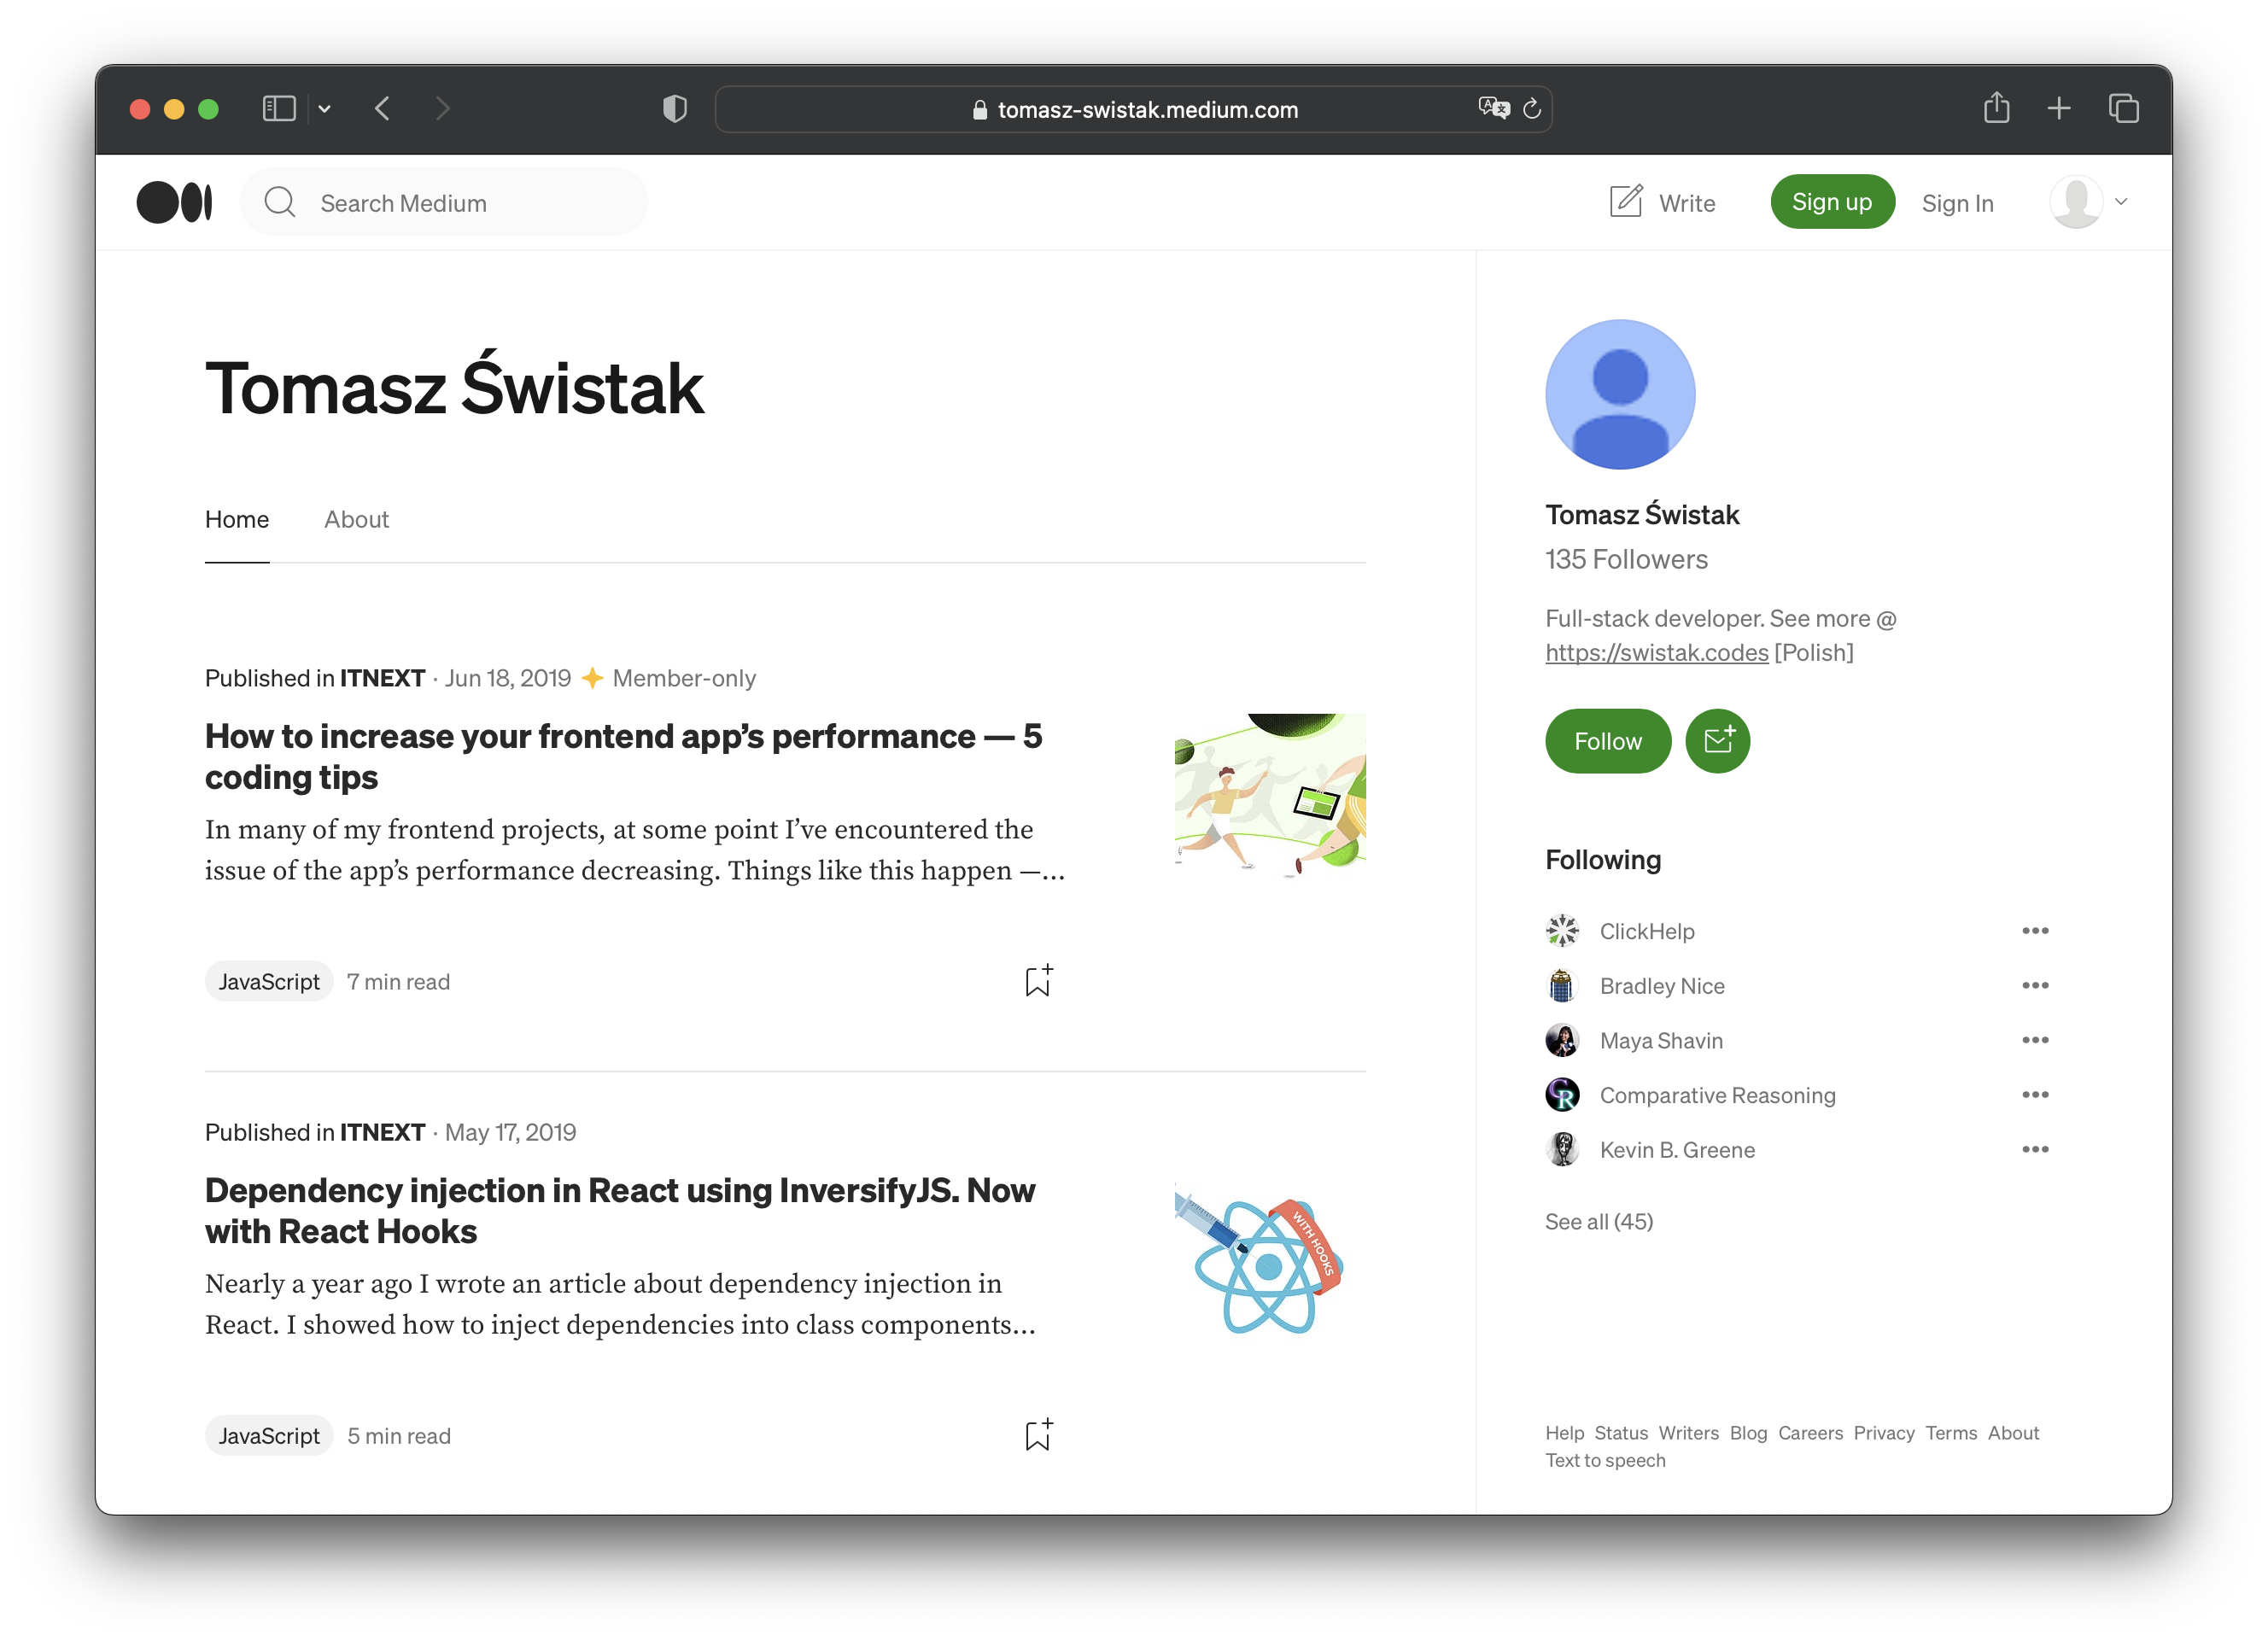 tomasz-swistak.medium.com
Search Medium
Write
Sign up
Sign In
Tomasz Świstak
Home
About
Published in ITNEXT · Jun 18, 2019 Member-only
How to increase your frontend app’s performance — 5
coding tips
In many of my frontend projects, at some point I’ve encountered the
issue of the app’s performance decreasing. Things like this happen —…
JavaScript
7 min read
Published in ITNEXT · May 17, 2019
Dependency injection in React using InversifyJS. Now
with React Hooks
Nearly a year ago I wrote an article about dependency injection in
React. I showed how to inject dependencies into class components…
WITH HOOKS
JavaScript
5 min read
Tomasz Świstak
135 Followers
Full-stack developer. See more @
https://swistak.codes [Polish]
Follow
Following
ClickHelp
Bradley Nice
Maya Shavin
CR
Comparative Reasoning
Kevin B. Greene
See all (45)
Help Status Writers Blog Careers Privacy Terms About
Text to speech